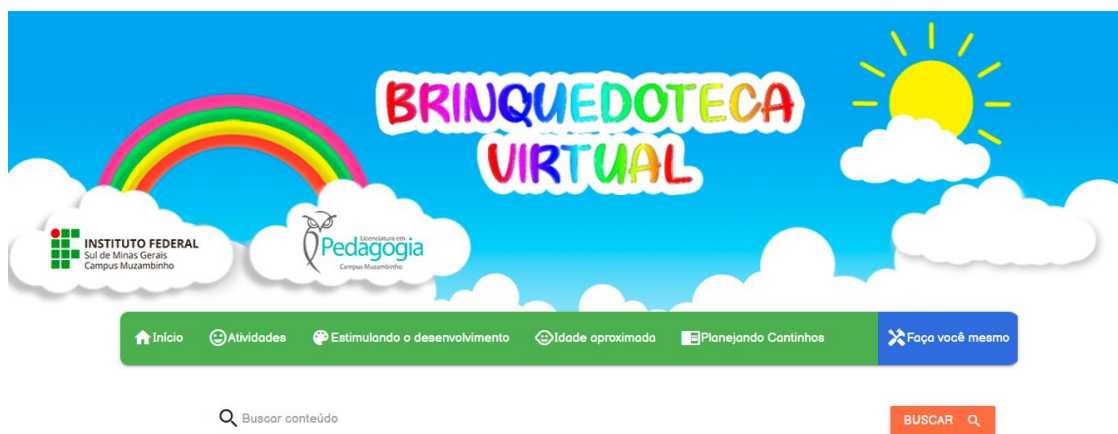 BRINQUEDOTECA
VIRTUAL
INSTITUTO FEDERAL
Sul de Minas Gerais
Campus Muzambinho
Licenciatura em
Pedagogia
Campus Muzambinho
Início
Atividades
Estimulando o desenvolvimento
Idade aproximada
Planejando Cantinhos
Faça você mesmo
Buscar conteúdo
BUSCAR